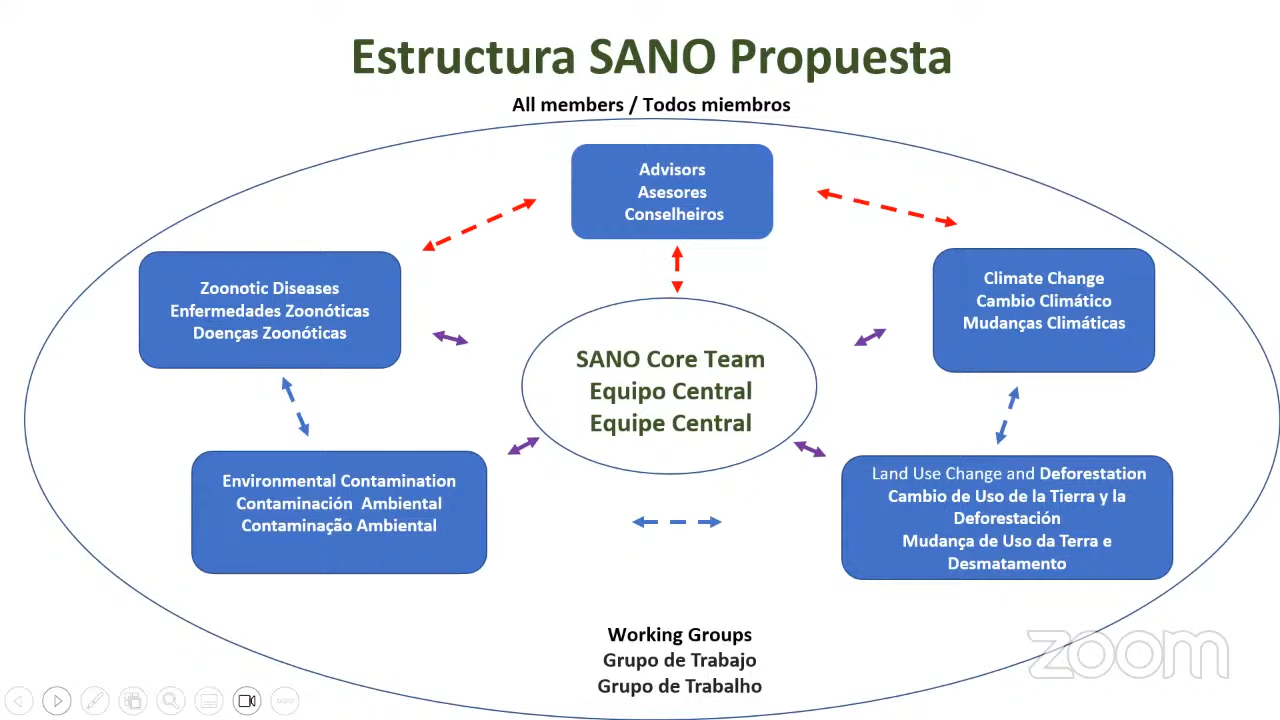 Estructura SANO Propuesta
All members / Todos miembros
Advisors
Asesores
Conselheiros
Zoonotic Diseases
Enfermedades Zoonóticas
Doenças Zoonóticas
Climate Change
Cambio Climático
Mudanças Climáticas
SANO Core Team
Equipo Central
Equipe Central
Environmental Contamination
Contaminación Ambiental
Contaminação Ambiental
Land Use Change and Deforestation
Cambio de Uso de la Tierra y la
Deforestación
Mudança de Uso da Terra e
Desmatamento
Working Groups
Grupo de Trabajo
Grupo de Trabalho
zoom